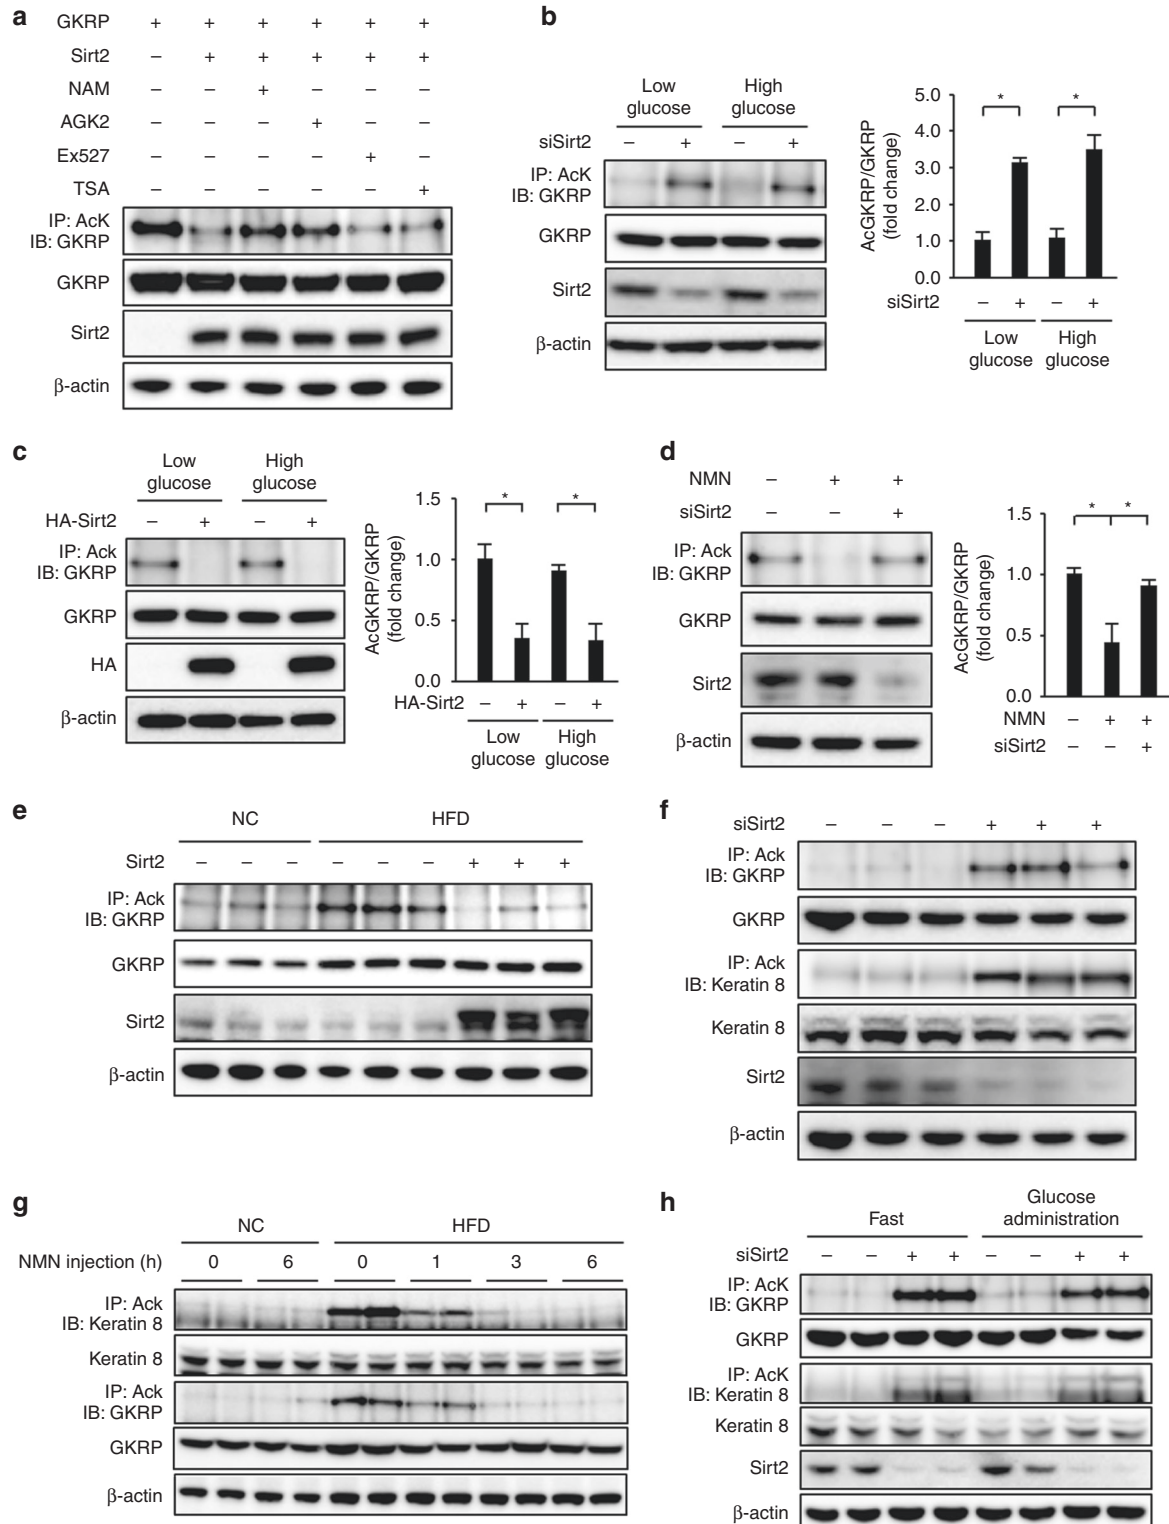 a
GKRP + + + + + +
Sirt2 – + + + + +
NAM – – + – – –
AGK2 – – – + – –
Ex527 – – – – + –
TSA – – – – – +
IP: AcK
IB: GKRP
GKRP
Sirt2
β-actin
b
Low
glucose
High
glucose
siSirt2 – + – +
IP: AcK
IB: GKRP
GKRP
Sirt2
β-actin
AcGKRP/GKRP
(fold change)
5.0
4.0
3.0
2.0
1.0
0.0
* *
siSirt2 – + – +
Low
glucose
High
glucose
c
Low
glucose
High
glucose
HA-Sirt2 – + – +
IP: Ack
IB: GKRP
GKRP
HA
β-actin
AcGKRP/GKRP
(fold change)
1.5
1.0
0.5
0.0
* *
HA-Sirt2 – + – +
Low
glucose
High
glucose
d
NMN – + +
siSirt2 – – +
IP: Ack
IB: GKRP
GKRP
Sirt2
β-actin
AcGKRP/GKRP
(fold change)
1.5
1.0
0.5
0.0
* *
NMN – + +
siSirt2 – – +
e
NC HFD
Sirt2 – – – – – – + + +
IP: Ack
IB: GKRP
GKRP
Sirt2
β-actin
f
siSirt2 – – – + + +
IP: Ack
IB: GKRP
GKRP
IP: Ack
IB: Keratin 8
Keratin 8
Sirt2
β-actin
g
NC HFD
NMN injection (h) 0 6 0 1 3 6
IP: Ack
IB: Keratin 8
Keratin 8
IP: Ack
IB: GKRP
GKRP
β-actin
h
Fast
Glucose
administration
siSirt2 – – + + – – + +
IP: AcK
IB: GKRP
GKRP
IP: AcK
IB: Keratin 8
Keratin 8
Sirt2
β-actin